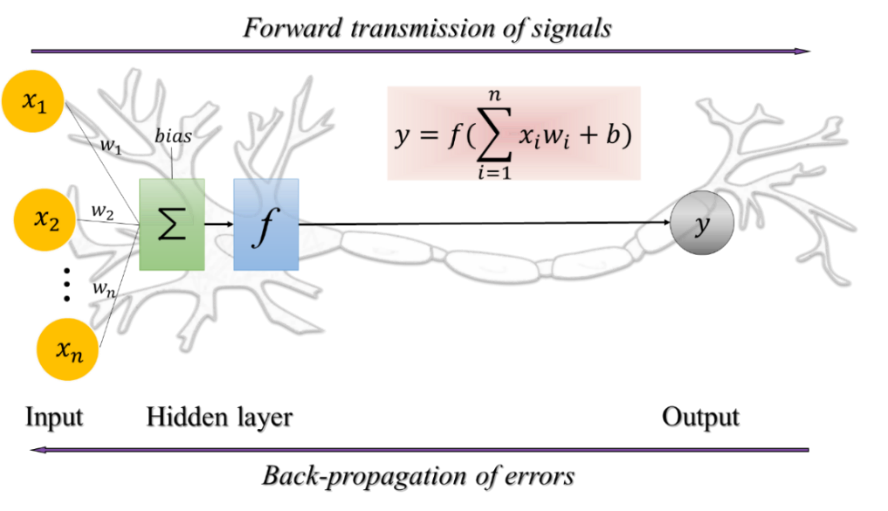 Forward transmission of signals
x₁
w₁
bias
y = f(∑ⁿᵢ₌₁ xᵢwᵢ + b)
x₂
w₂
∑
f
y
⋮
wₙ
xₙ
Input
Hidden layer
Output
Back-propagation of errors